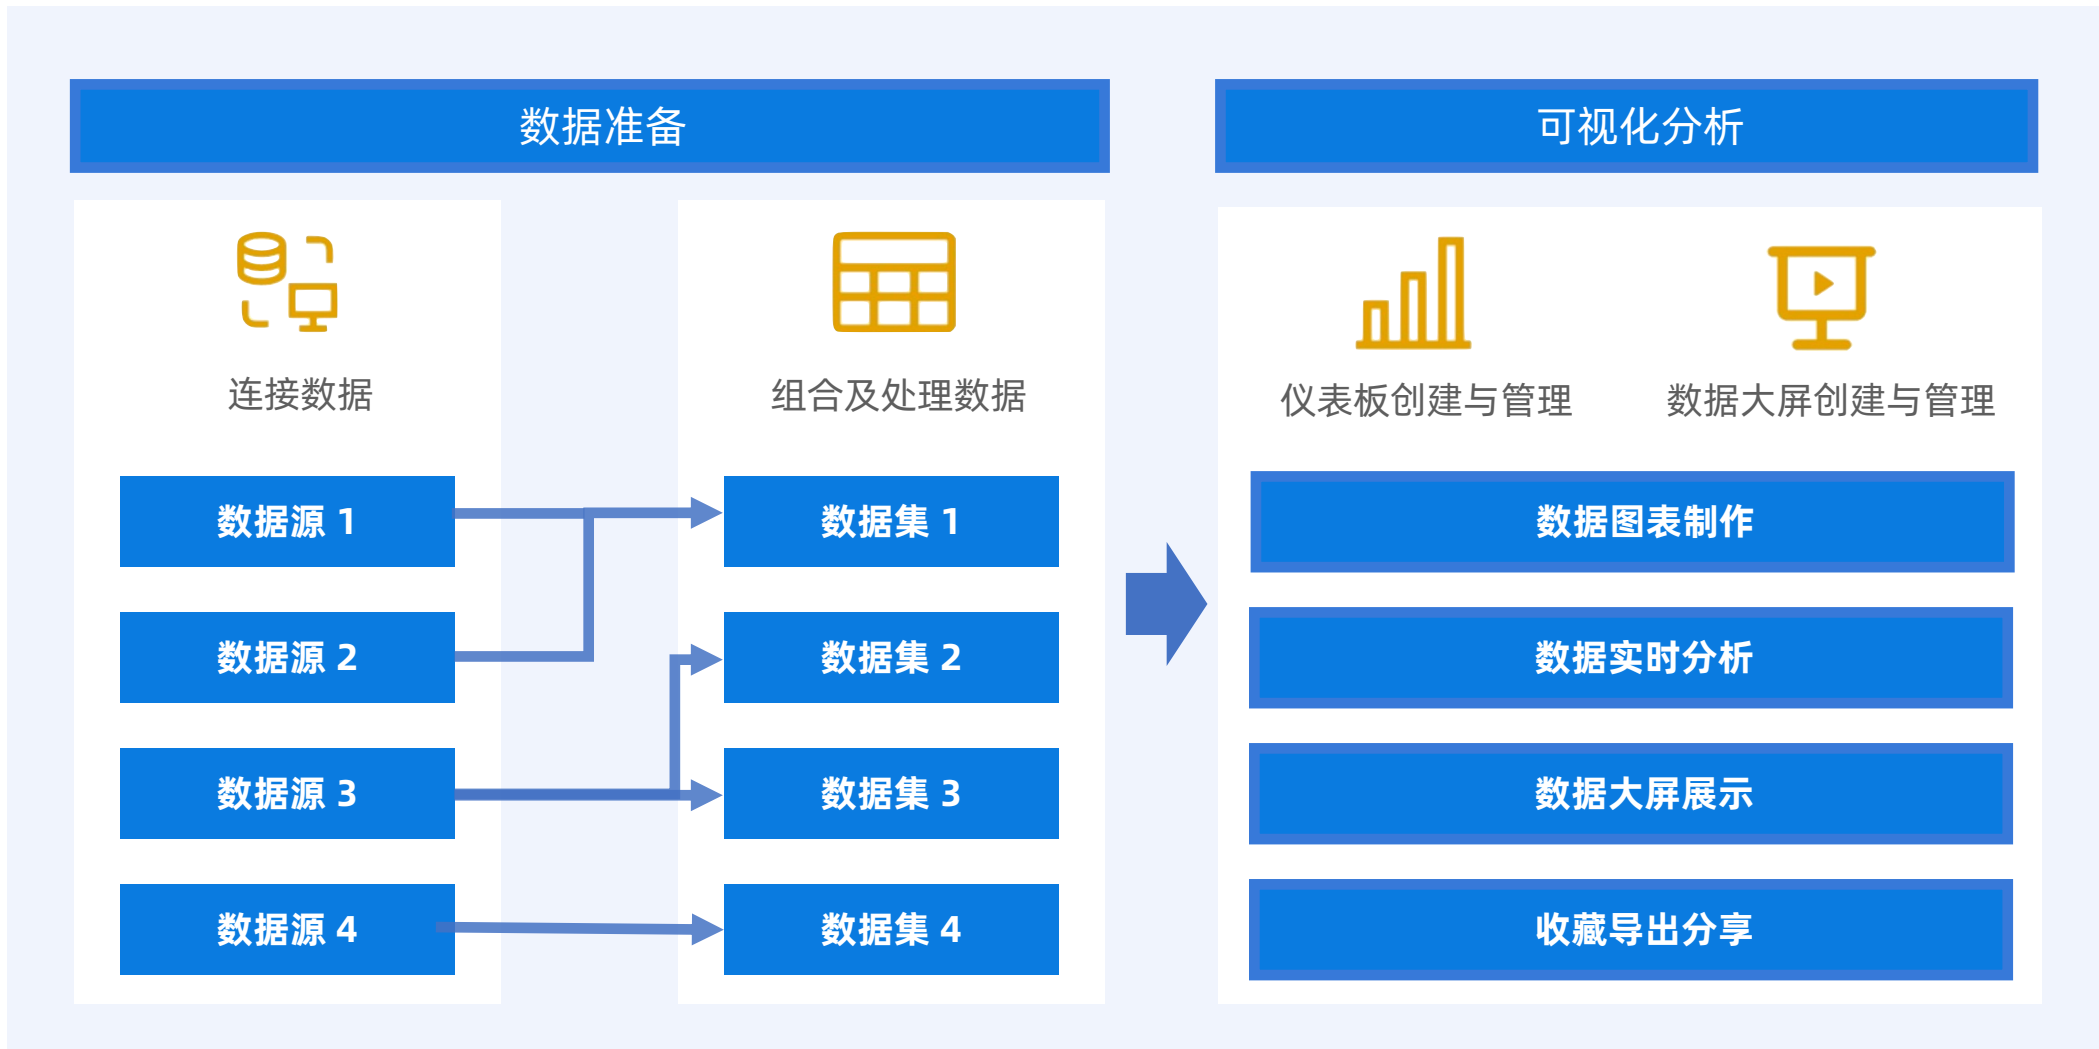 数据准备
可视化分析
连接数据
组合及处理数据
仪表板创建与管理
数据大屏创建与管理
数据源 1
数据集 1
数据图表制作
数据源 2
数据集 2
数据实时分析
数据源 3
数据集 3
数据大屏展示
数据源 4
数据集 4
收藏导出分享